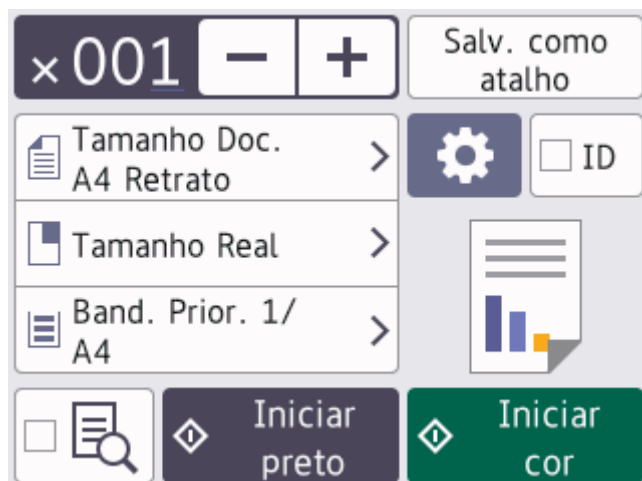 ×001
Salv. como
atalho
Tamanho Doc.
A4 Retrato
ID
Tamanho Real
Band. Prior. 1/
A4
Iniciar
preto
Iniciar
cor